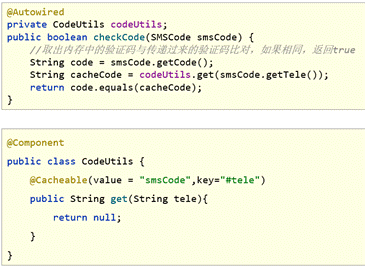 @Autowired
private CodeUtils codeUtils;
public boolean checkCode(SMSCode smsCode) {
//取出内存中的验证码与传递过来的验证码比对，如果相同，返回true
String code = smsCode.getCode();
String cacheCode = codeUtils.get(smsCode.getTele());
return code.equals(cacheCode);
}
@Component
public class CodeUtils {
@Cacheable(value = "smsCode",key="#tele")
public String get(String tele){
return null;
}
}